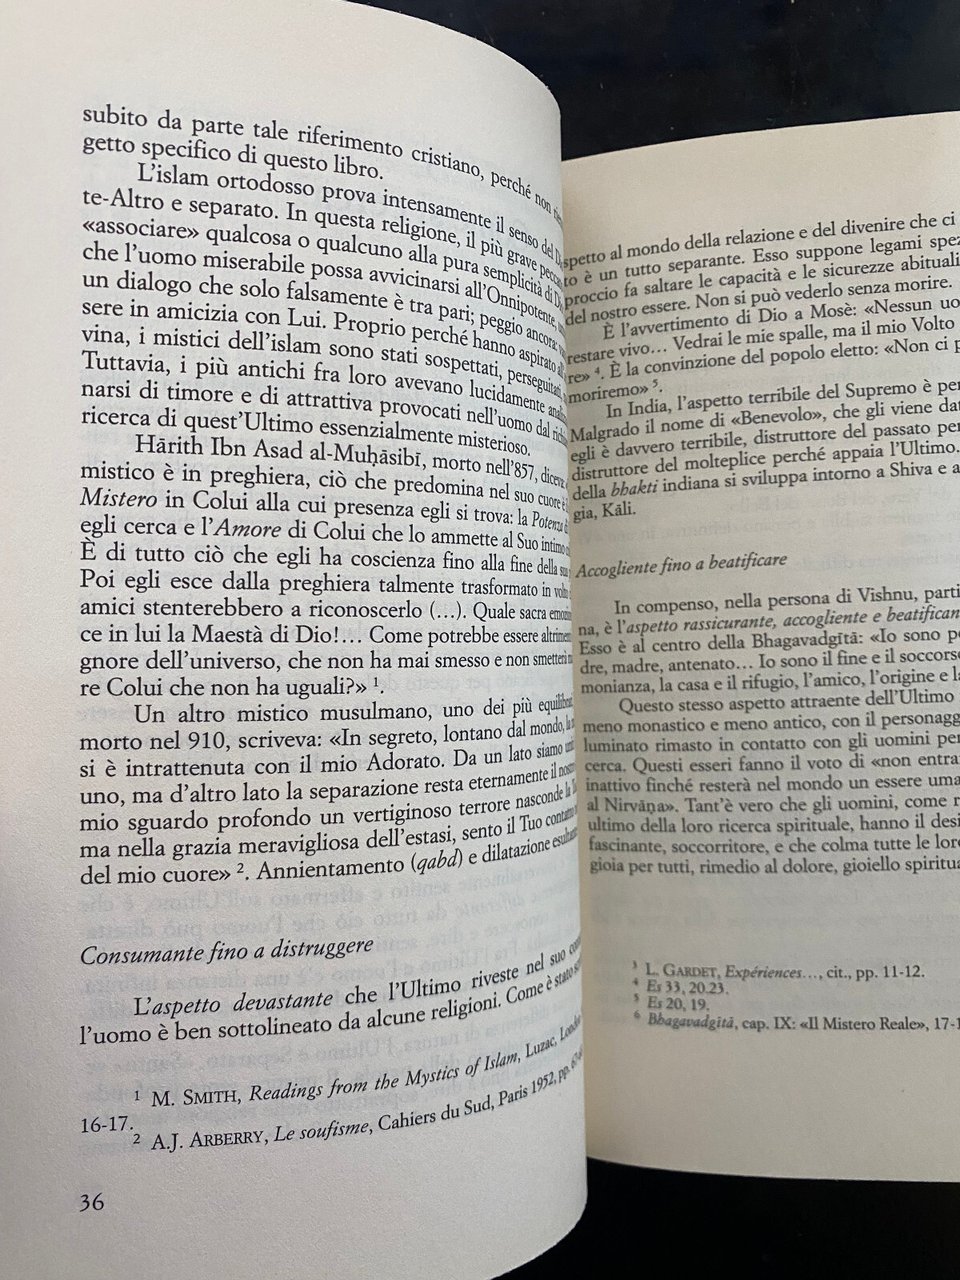 subito da parte tale riferimento cristiano, perché non
getto specifico di questo libro.
L'islam ortodosso prova intensamente il senso del
te-Altro e separato. In questa religione, il più grave
«associare» qualcosa o qualcuno alla pura semplicità di
che l'uomo miserabile possa avvicinarsi all'Onnipotente,
un dialogo che solo falsamente è tra pari; peggio ancora:
sere in amicizia con Lui. Proprio perché hanno aspirato
vina, i mistici dell'islam sono stati sospettati, perseguitati,
Tuttavia, i più antichi fra loro avevano lucidamente
narsi di timore e di attrattiva provocati nell'uomo dal
ricerca di quest'Ultimo essenzialmente misterioso.
Hārith Ibn Asad al-Muḥāsibī, morto nell'857, diceva:
mistico è in preghiera, ciò che predomina nel suo cuore è
Mistero in Colui alla cui presenza egli si trova: la Potenza
egli cerca e l'Amore di Colui che lo ammette al Suo intimo
È di tutto ciò che egli ha coscienza fino alla fine della
Poi egli esce dalla preghiera talmente trasformato in volto
amici stenterebbero a riconoscerlo (…). Quale sacra
ce in lui la Maestà di Dio!… Come potrebbe essere
gnore dell'universo, che non ha mai smesso e non smetterà
re Colui che non ha uguali?» 1.
Un altro mistico musulmano, uno dei più
morto nel 910, scriveva: «In segreto, lontano dal mondo,
si è intrattenuta con il mio Adorato. Da un lato siamo
uno, ma d'altro lato la separazione resta eternamente il
mio sguardo profondo un vertiginoso terrore nasconde
ma nella grazia meravigliosa dell'estasi, sento il Tuo
del mio cuore» 2. Annientamento (qabd) e dilatazione
Consumante fino a distruggere
L'aspetto devastante che l'Ultimo riveste nel suo
l'uomo è ben sottolineato da alcune religioni. Come è stato
1 M. SMITH, Readings from the Mystics of Islam, Luzac,
16-17.
2 A.J. ARBERRY, Le soufisme, Cahiers du Sud, Paris 1952, pp.
36
spetto al mondo della relazione e del divenire che ci
to è un tutto separante. Esso suppone legami
proccio fa saltare le capacità e le sicurezze
del nostro essere. Non si può vederlo senza morire.
È l'avvertimento di Dio a Mosè: «Nessun
restare vivo… Vedrai le mie spalle, ma il mio Volto
re» 4. È la convinzione del popolo eletto: «Non ci
moriremo» 5.
In India, l'aspetto terribile del Supremo è
Malgrado il nome di «Benevolo», che gli viene
egli è davvero terribile, distruttore del passato
distruttore del molteplice perché appaia l'Ultimo.
della bhakti indiana si sviluppa intorno a Shiva e
gia, Kāli.
Accogliente fino a beatificare
In compenso, nella persona di Vishnu,
na, è l'aspetto rassicurante, accogliente e
Esso è al centro della Bhagavadgītā: «Io sono
dre, madre, antenato… Io sono il fine e il
monianza, la casa e il rifugio, l'amico, l'origine e
Questo stesso aspetto attraente dell'Ultimo
meno monastico e meno antico, con il
luminato rimasto in contatto con gli uomini
cerca. Questi esseri fanno il voto di «non
inattivo finché resterà nel mondo un essere
al Nirvāṇa». Tant'è vero che gli uomini, come
ultimo della loro ricerca spirituale, hanno il
fascinante, soccorritore, e che colma tutte le
gioia per tutti, rimedio al dolore, gioiello
3 L. GARDET, Expériences…, cit., pp. 11-12.
4 Es 33, 20.23.
5 Es 20, 19.
6 Bhagavadgītā, cap. IX: «Il Mistero Reale»,